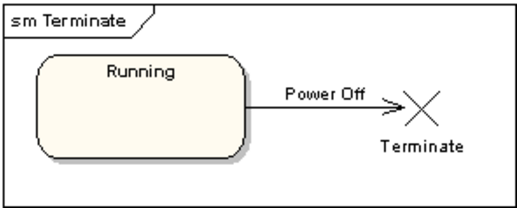 sm Terminate
Running
Power Off
Terminate